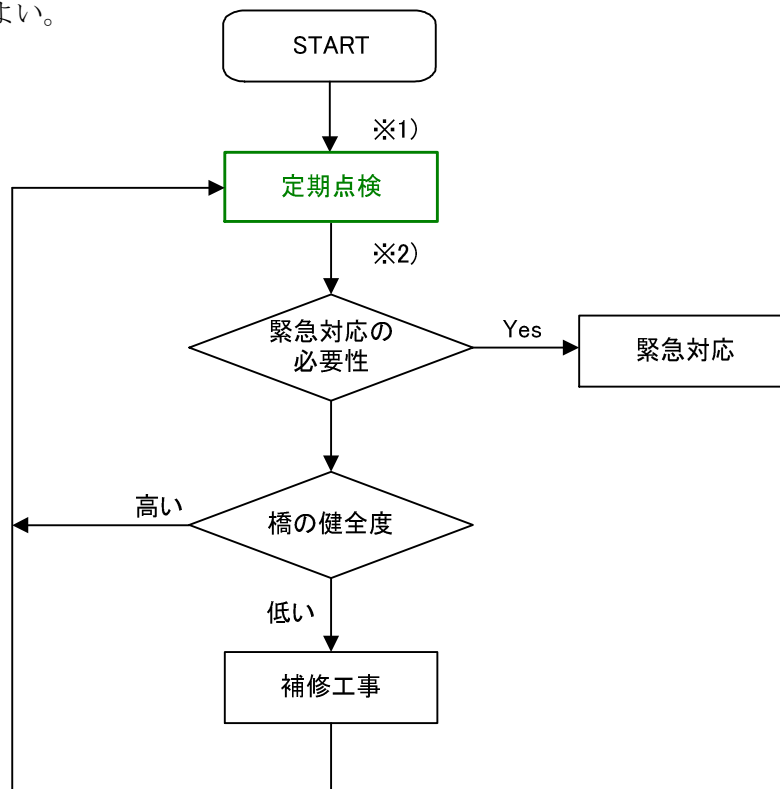 よい。
START
※1)
定期点検
※2)
緊急対応の
必要性
Yes
緊急対応
高い
橋の健全度
低い
補修工事